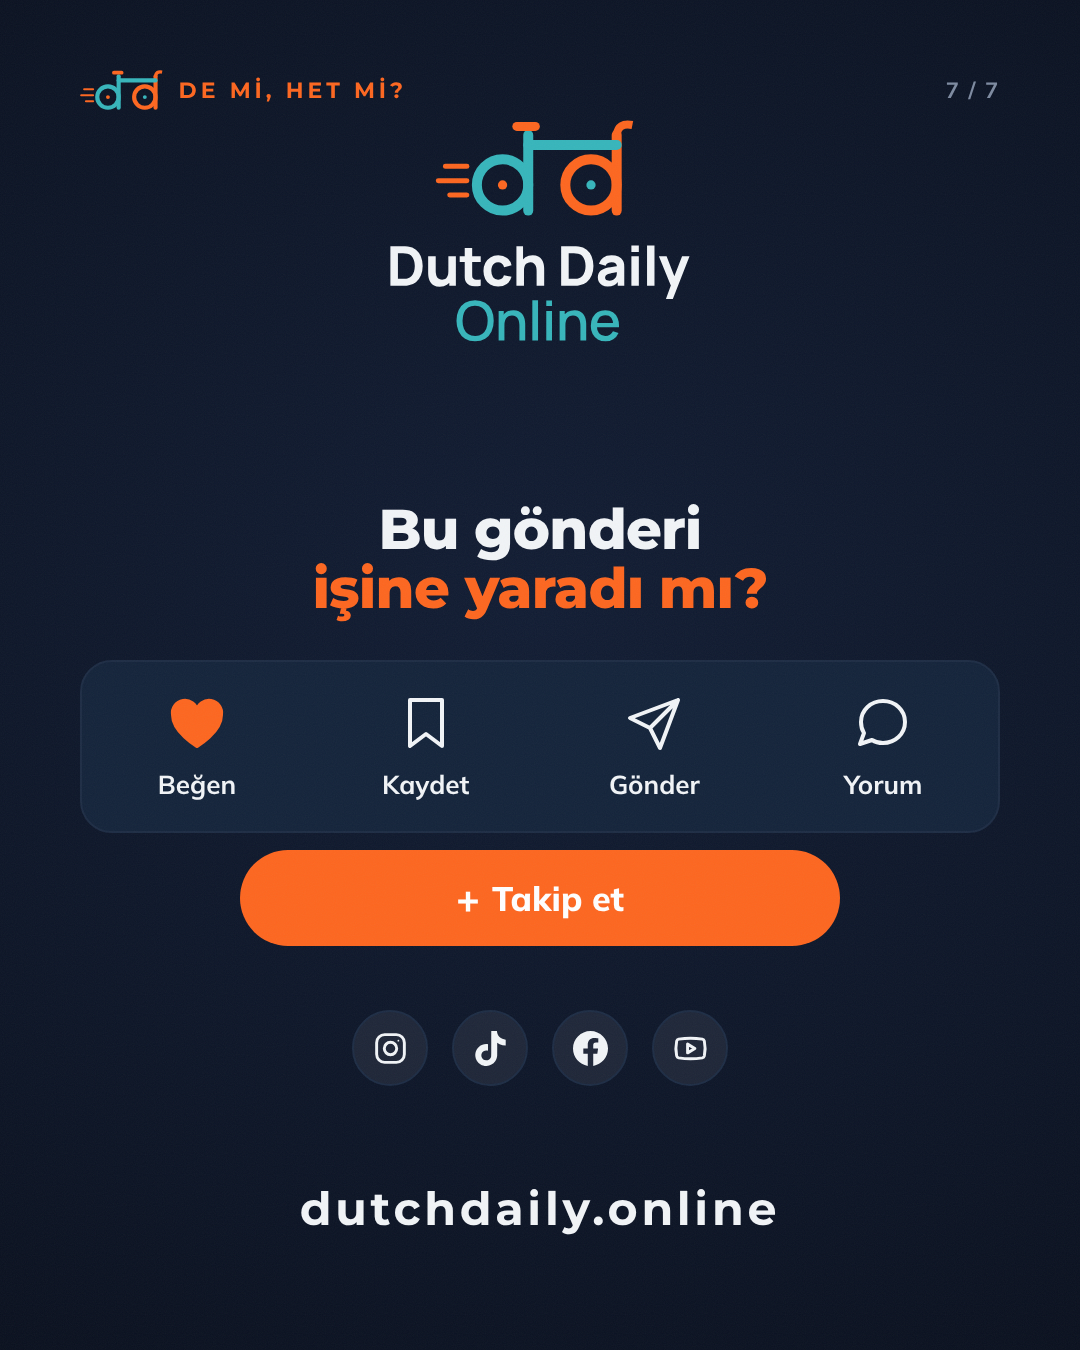 DE Mİ, HET Mİ?
7 / 7
Dutch Daily
Online
Bu gönderi
işine yaradı mı?
Beğen
Kaydet
Gönder
Yorum
+ Takip et
dutchdaily.online